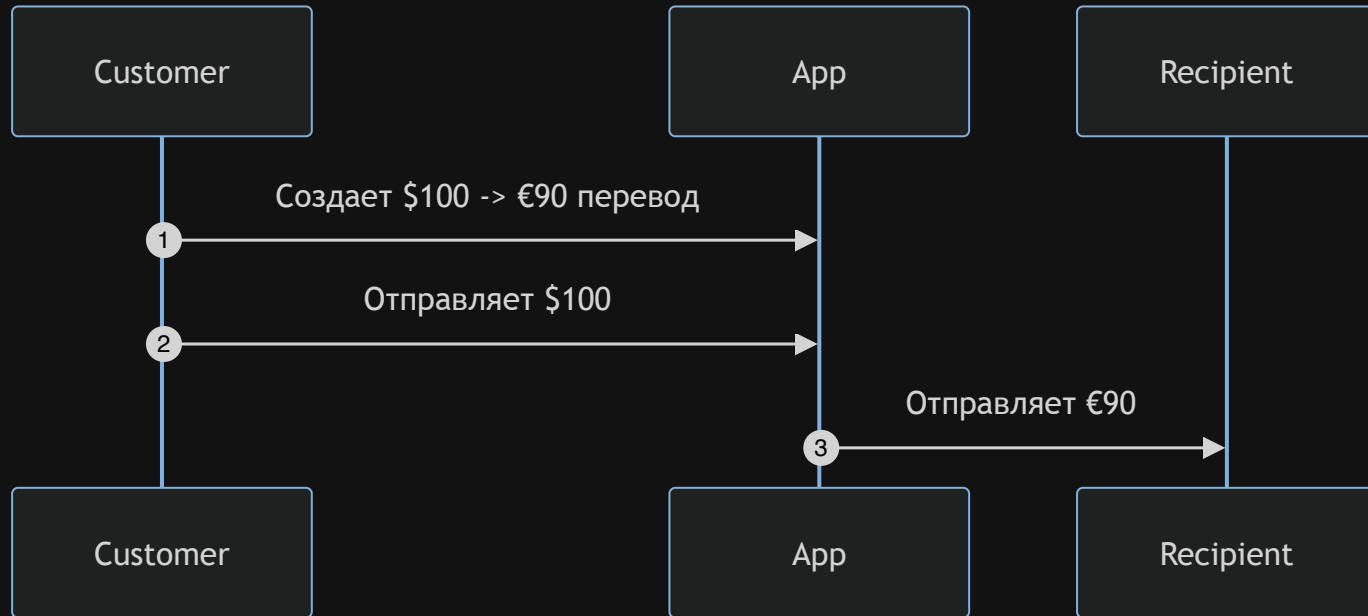 Customer
App
Recipient
Создает $100 -> €90 перевод
1
Отправляет $100
2
Отправляет €90
3
Customer
App
Recipient